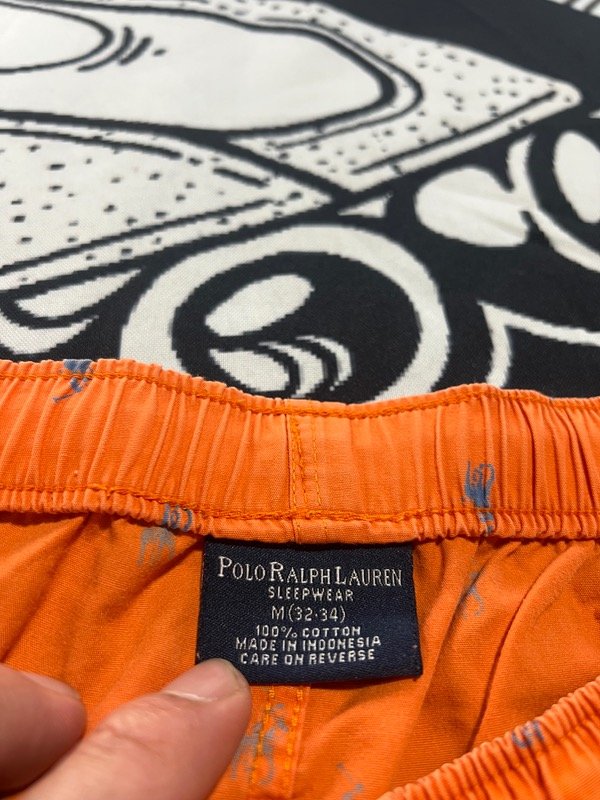 POLO RALPH LAUREN
SLEEPWEAR
M(32-34)
100% COTTON
MADE IN INDONESIA
CARE ON REVERSE